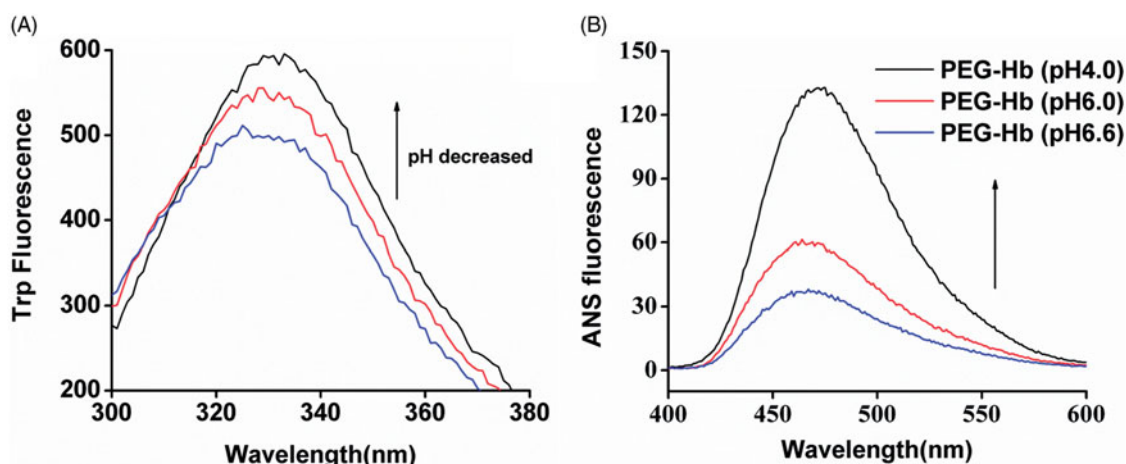 (A)
Trp Fluorescence
600
500
400
300
200
pH decreased
300
320
340
360
380
Wavelength(nm)
(B)
ANS fluorescence
150
120
90
60
30
0
PEG-Hb (pH4.0)
PEG-Hb (pH6.0)
PEG-Hb (pH6.6)
400
450
500
550
600
Wavelength(nm)